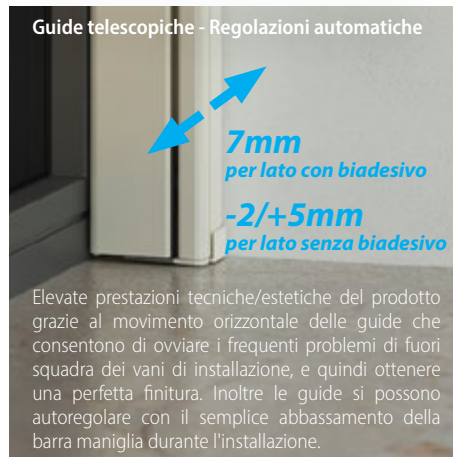 Guide telescopiche - Regolazioni automatiche
7mm
per lato con biadesivo
-2/+5mm
per lato senza biadesivo
Elevate prestazioni tecniche/estetiche del prodotto
grazie al movimento orizzontale delle guide che
consentono di ovviare i frequenti problemi di fuori
squadra dei vani di installazione, e quindi ottenere
una perfetta finitura. Inoltre le guide si possono
autoregolare con il semplice abbassamento della
barra maniglia durante l'installazione.